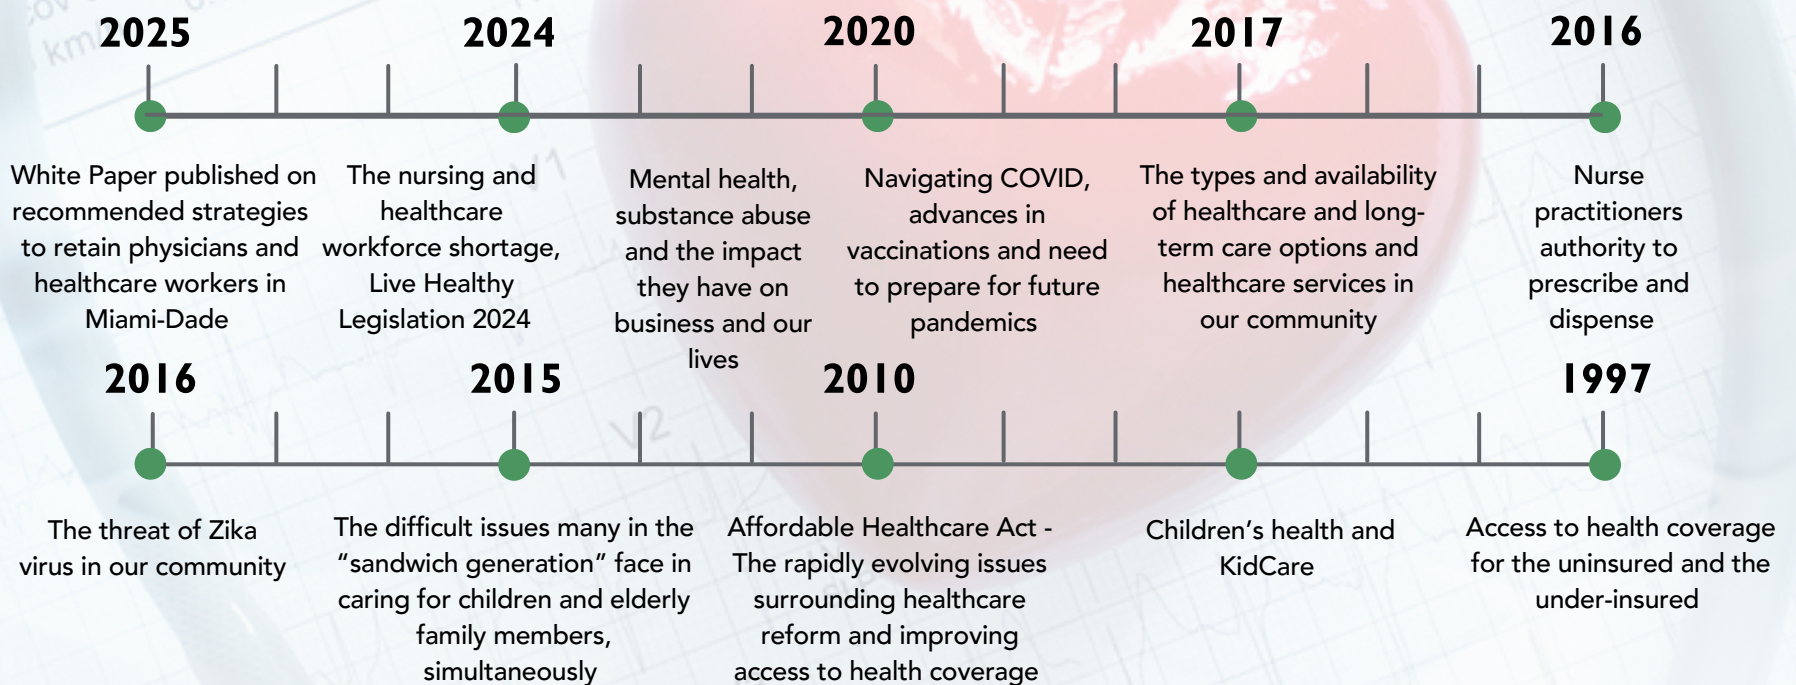 2025
2024
2020
2017
2016
White Paper published on
recommended strategies
to retain physicians and
healthcare workers in
Miami-Dade
The nursing and
healthcare
workforce shortage,
Live Healthy
Legislation 2024
Mental health,
substance abuse
and the impact
they have on
business and our
lives
Navigating COVID,
advances in
vaccinations and need
to prepare for future
pandemics
The types and availability
of healthcare and long-
term care options and
healthcare services in
our community
Nurse
practitioners
authority to
prescribe and
dispense
2016
2015
2010
1997
The threat of Zika
virus in our community
The difficult issues many in the
“sandwich generation” face in
caring for children and elderly
family members,
simultaneously
Affordable Healthcare Act -
The rapidly evolving issues
surrounding healthcare
reform and improving
access to health coverage
Children’s health and
KidCare
Access to health coverage
for the uninsured and the
under-insured
V1
V2